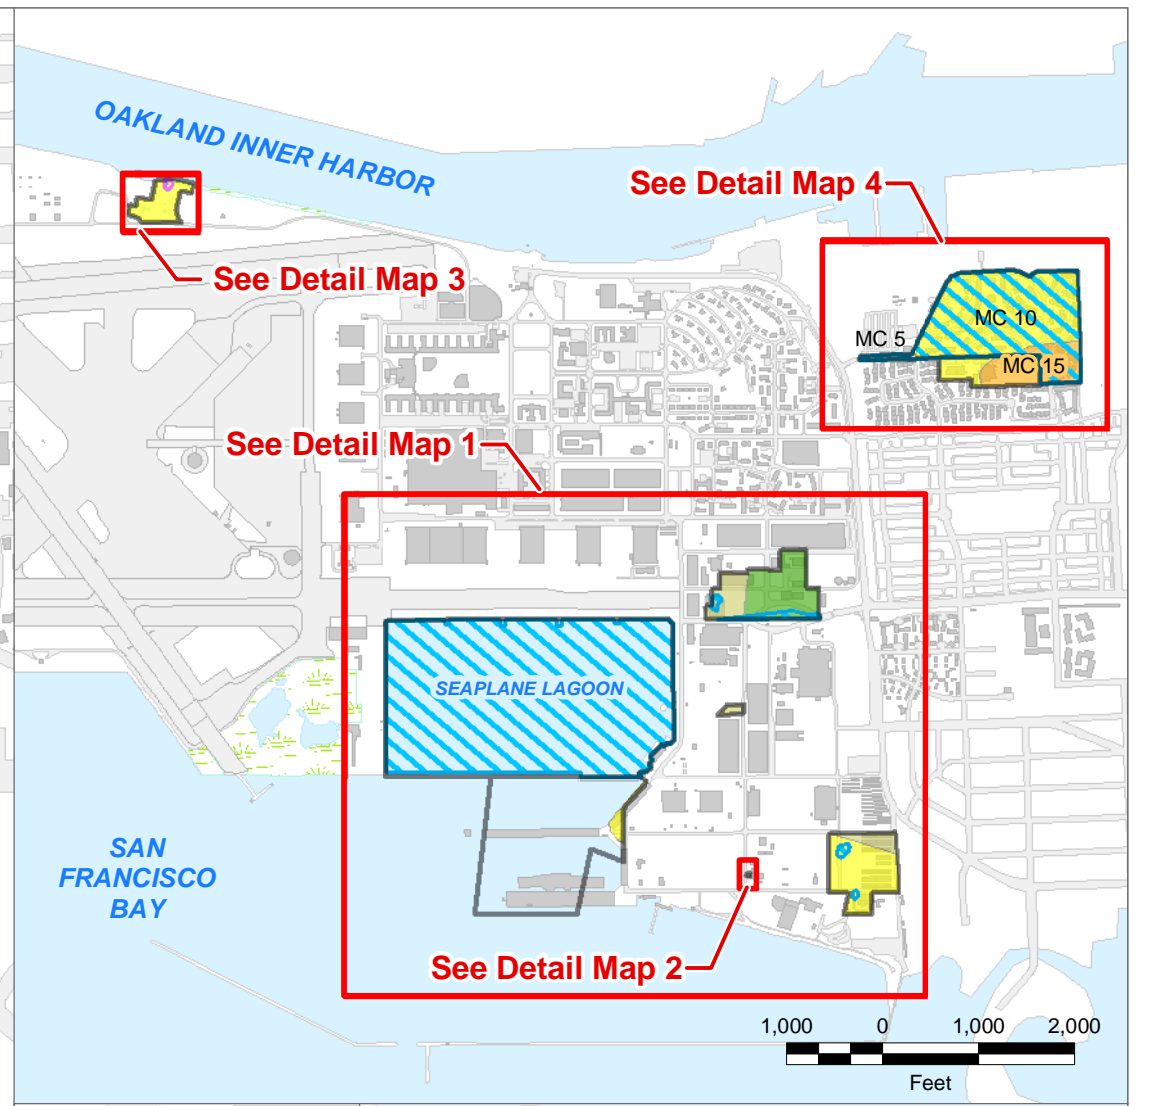 OAKLAND INNER HARBOR
See Detail Map 4
See Detail Map 3
MC 10
MC 5
MC 15
See Detail Map 1
SEAPLANE LAGOON
SAN
FRANCISCO
BAY
See Detail Map 2
1,000 0 1,000 2,000
Feet